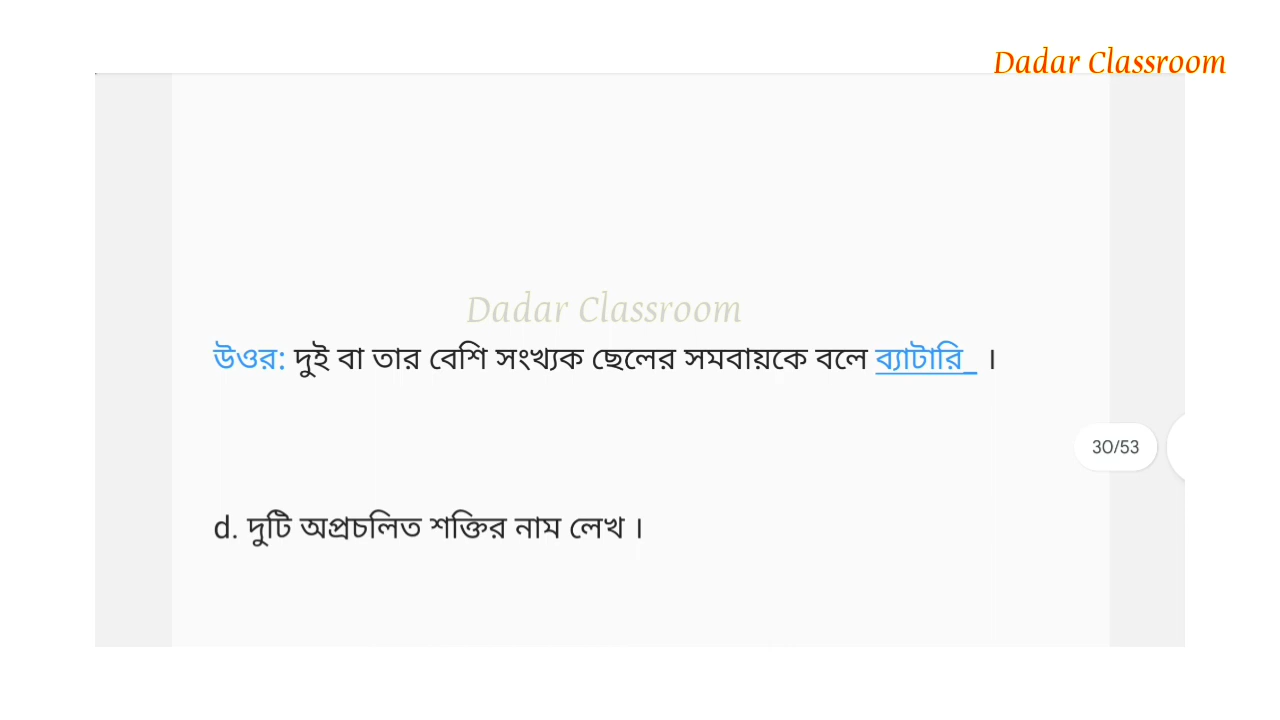 Dadar Classroom
Dadar Classroom
উওর: দুই বা তার বেশি সংখ্যক ছেলের সমবায়কে বলে ব্যাটারি_ ।
30/53
d. দুটি অপ্রচলিত শক্তির নাম লেখ ।